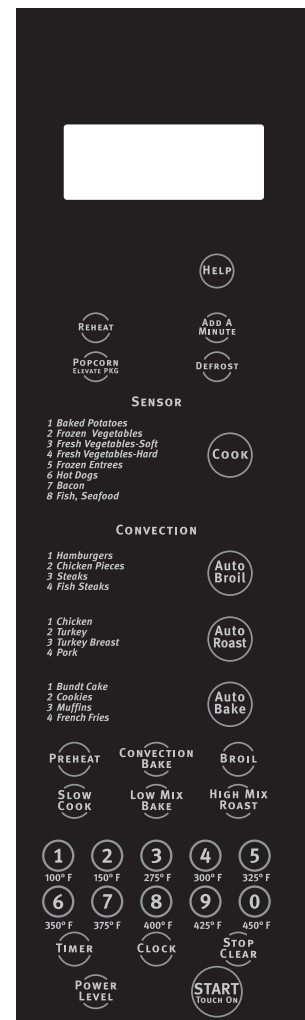 HELP
REHEAT ADD A MINUTE
POPCORN ELEVATE PKG DEFROST
SENSOR
1 Baked Potatoes
2 Frozen Vegetables
3 Fresh Vegetables-Soft
4 Fresh Vegetables-Hard
5 Frozen Entrees
6 Hot Dogs
7 Bacon
8 Fish, Seafood
COOK
CONVECTION
1 Hamburgers
2 Chicken Pieces
3 Steaks
4 Fish Steaks
Auto
Broil
1 Chicken
2 Turkey
3 Turkey Breast
4 Pork
Auto
Roast
1 Bundt Cake
2 Cookies
3 Muffins
4 French Fries
Auto
Bake
PREHEAT CONVECTION BAKE BROIL
SLOW COOK LOW MIX BAKE HIGH MIX ROAST
1 2 3 4 5
100° F 150° F 275° F 300° F 325° F
6 7 8 9 0
350° F 375° F 400° F 425° F 450° F
TIMER CLOCK STOP CLEAR
POWER LEVEL START TOUCH ON